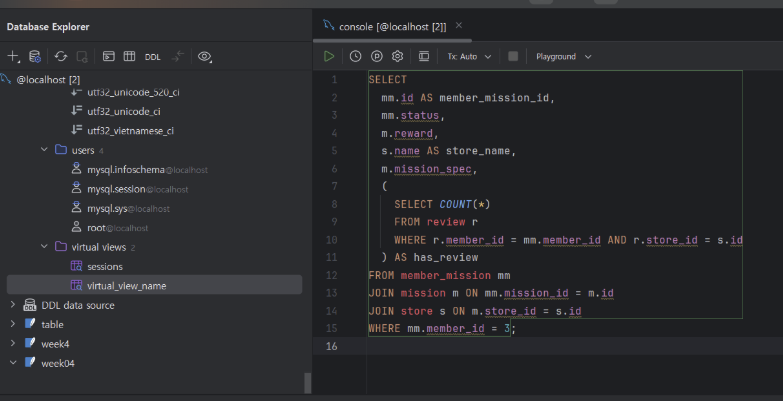 Database Explorer
console [@localhost [2]]
DDL
Tx: Auto
Playground
@localhost [2]
utf32_unicode_520_ci
utf32_unicode_ci
utf32_vietnamese_ci
users 4
mysql.infoschema@localhost
mysql.session@localhost
mysql.sys@localhost
root@localhost
virtual views 2
sessions
virtual_view_name
DDL DDL data source
table
week4
week04
1 SELECT
2 mm.id AS member_mission_id,
3 mm.status,
4 m.reward,
5 s.name AS store_name,
6 m.mission_spec,
7 (
8 SELECT COUNT(*)
9 FROM review r
10 WHERE r.member_id = mm.member_id AND r.store_id = s.id
11 ) AS has_review
12 FROM member_mission mm
13 JOIN mission m ON mm.mission_id = m.id
14 JOIN store s ON m.store_id = s.id
15 WHERE mm.member_id = 3;
16